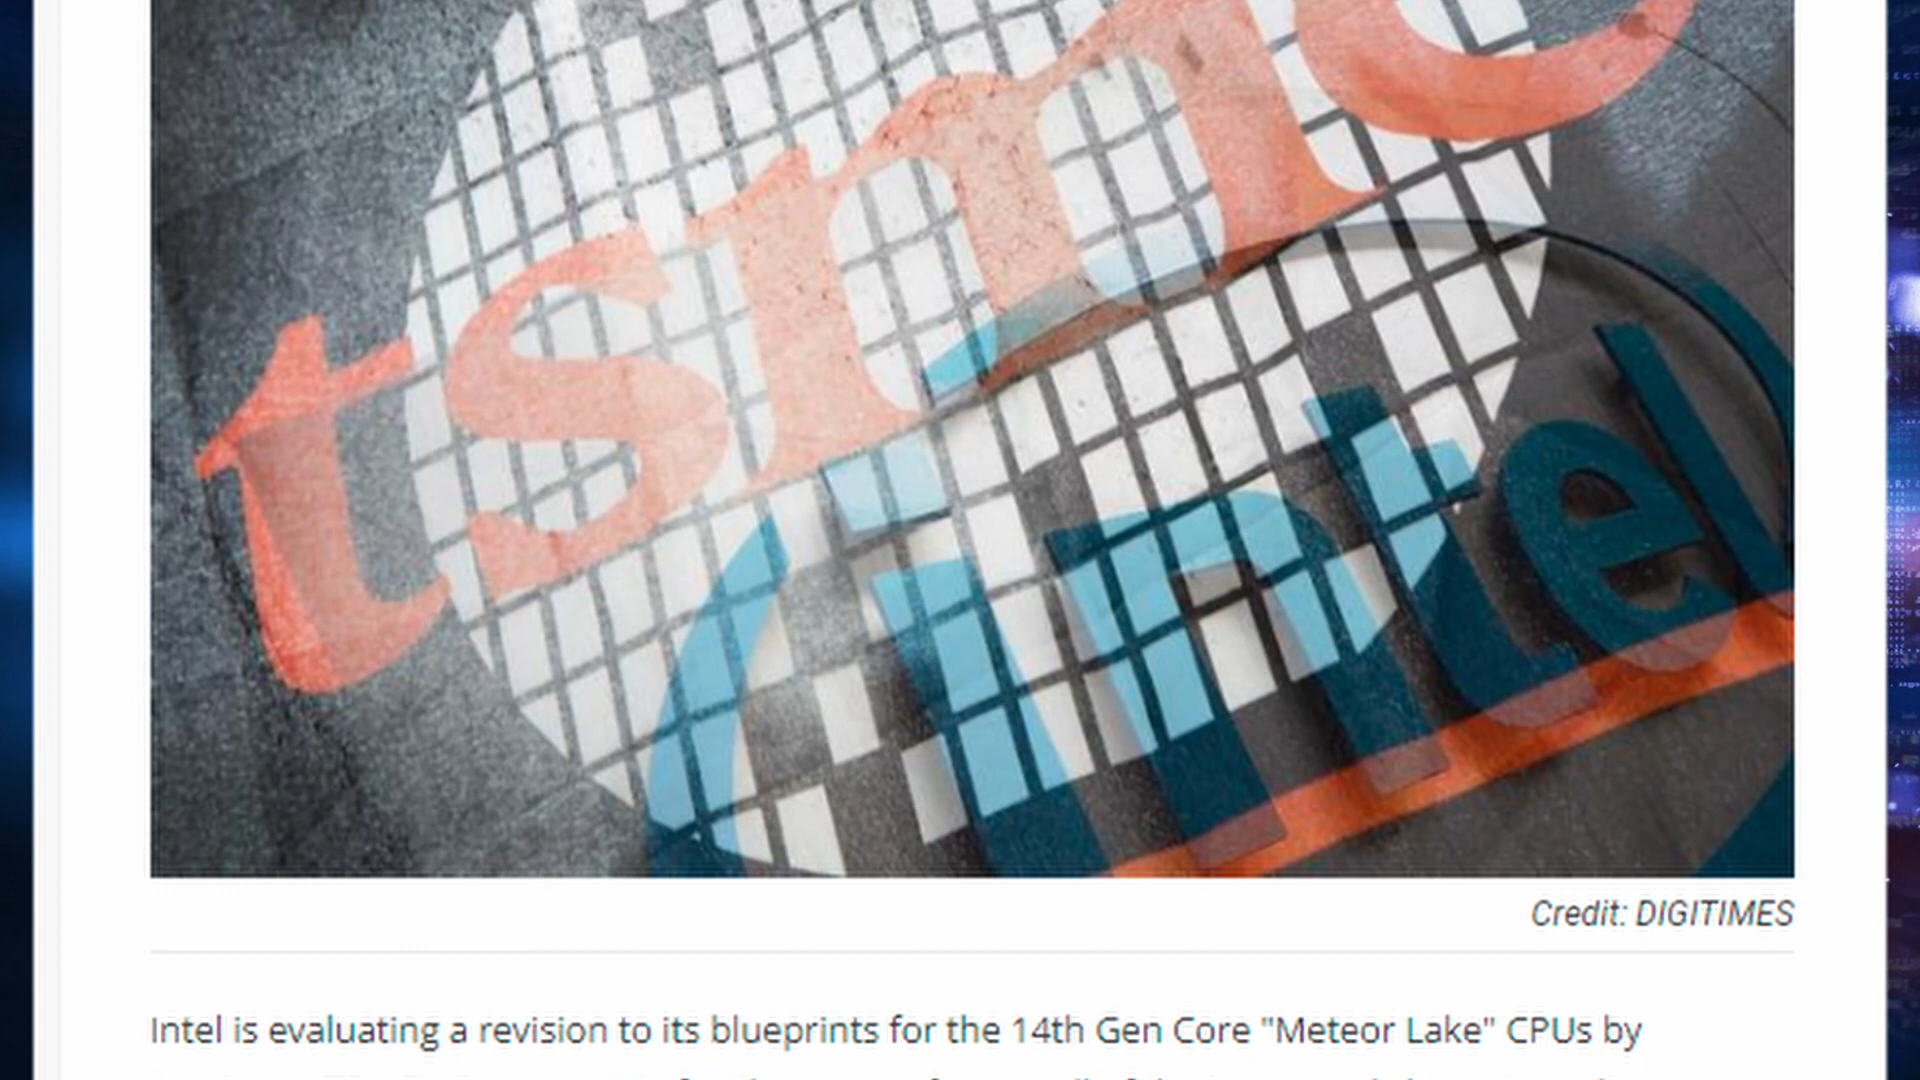 tsmc
intel
Credit: DIGITIMES
Intel is evaluating a revision to its blueprints for the 14th Gen Core "Meteor Lake" CPUs by